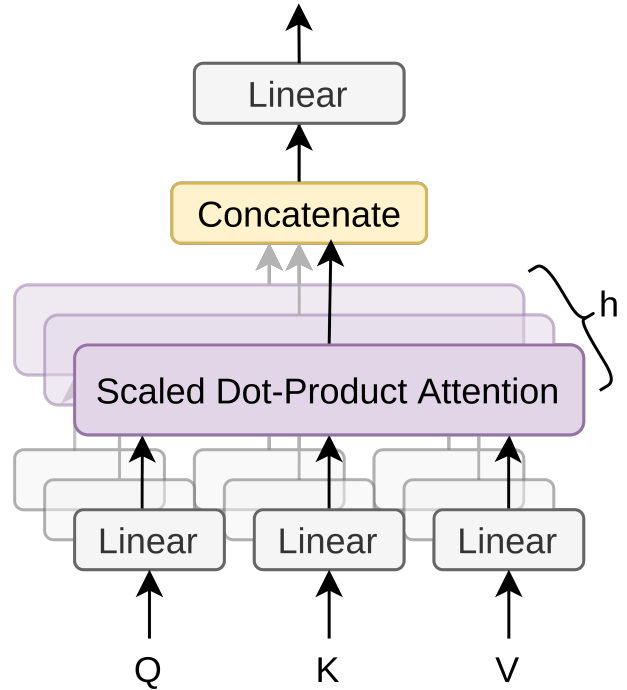 Linear
Concatenate
h
Scaled Dot-Product Attention
Linear Linear Linear
Q K V